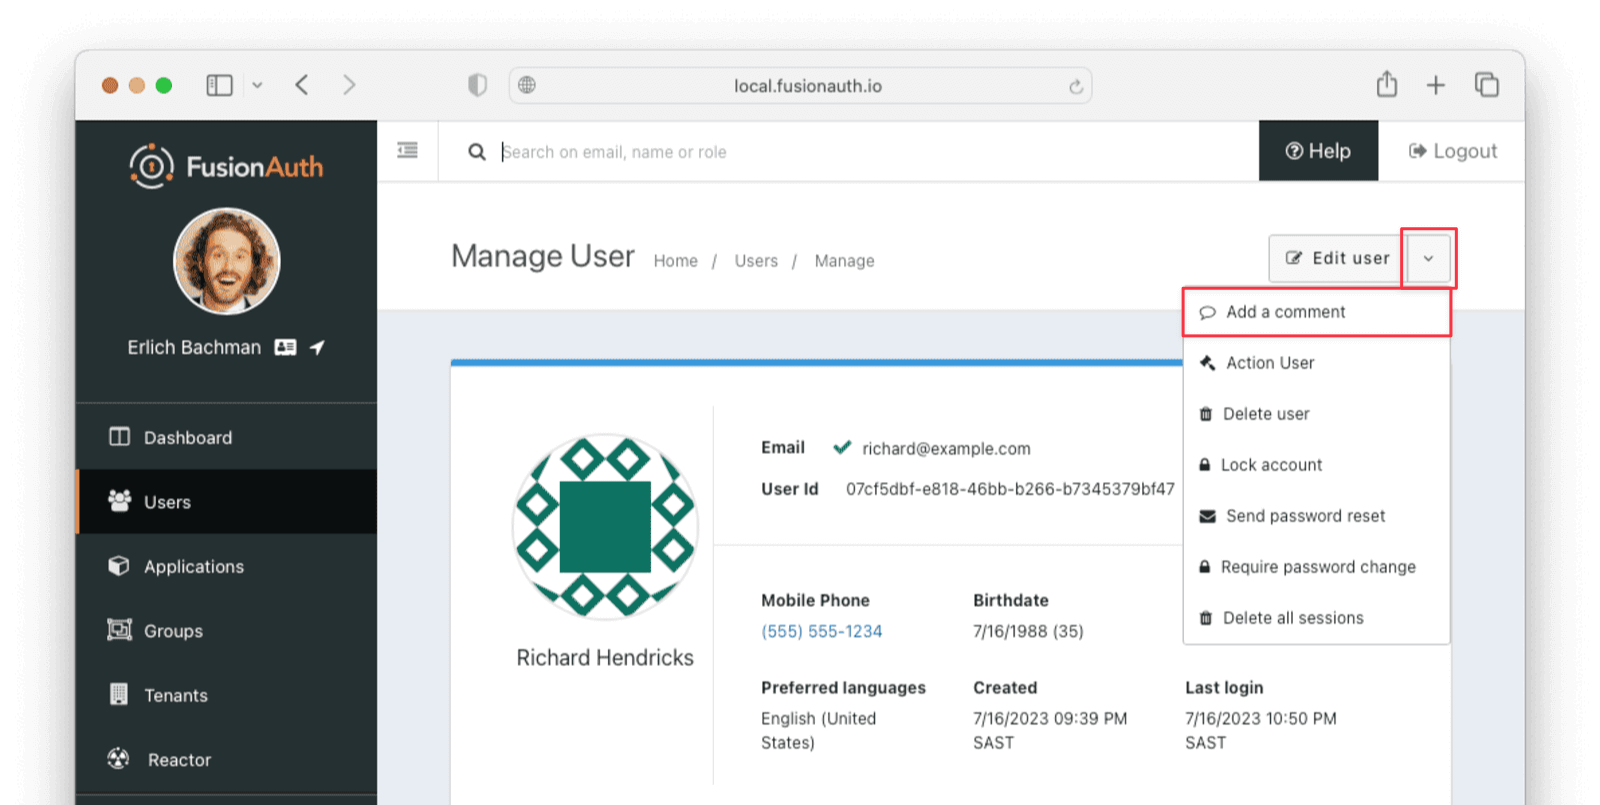 local.fusionauth.io
FusionAuth
Search on email, name or role
Help
Logout
Erlich Bachman
Dashboard
Users
Applications
Groups
Tenants
Reactor
Manage User Home / Users / Manage
Edit user
Add a comment
Action User
Delete user
Lock account
Send password reset
Require password change
Delete all sessions
Richard Hendricks
Email richard@example.com
User Id 07cf5dbf-e818-46bb-b266-b7345379bf47
Mobile Phone
(555) 555-1234
Birthdate
7/16/1988 (35)
Preferred languages
English (United
States)
Created
7/16/2023 09:39 PM
SAST
Last login
7/16/2023 10:50 PM
SAST